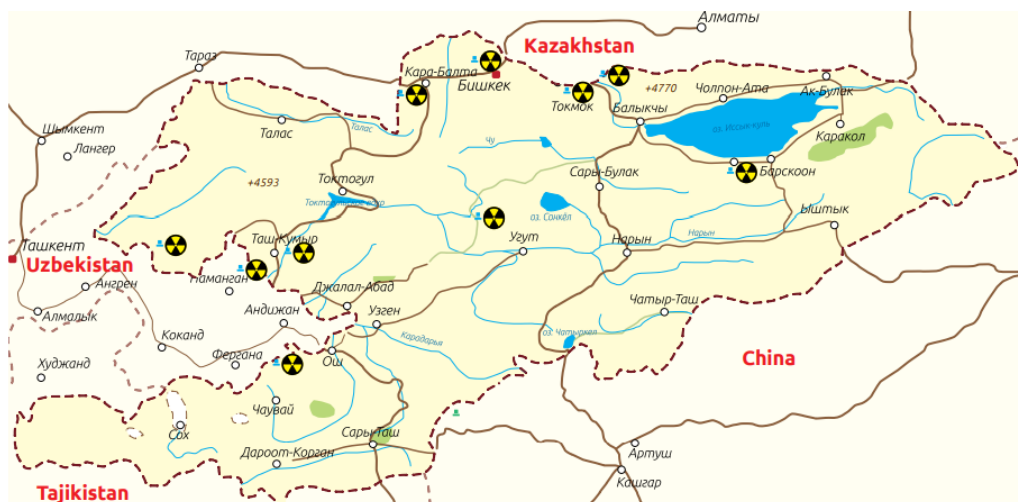 Алматы
Kazakhstan
Тараз
Кара-Балта
Бишкек
Токмок
+4770
Чолпон-Ата
Ак-Булак
Балыкчы
Шымкент
Лангер
Талас
Талас
оз. Иссык-куль
Каракол
Чу
+4593
Токтогул
Сары-Булак
Барскоон
оз. Сонкёл
Ыштык
Нарын
Нарын
Угут
Ташкент
Uzbekistan
Таш-Кумыр
Наманган
Ангрен
Джалал-Абад
Чатыр-Таш
Алмалык
Андижан
Узген
Коканд
Карадарья
оз. Чатыркел
Худжанд
Фергана
Ош
China
Чаувай
Сох
Сары-Таш
Дароот-Корган
Артуш
Кашгар
Tajikistan